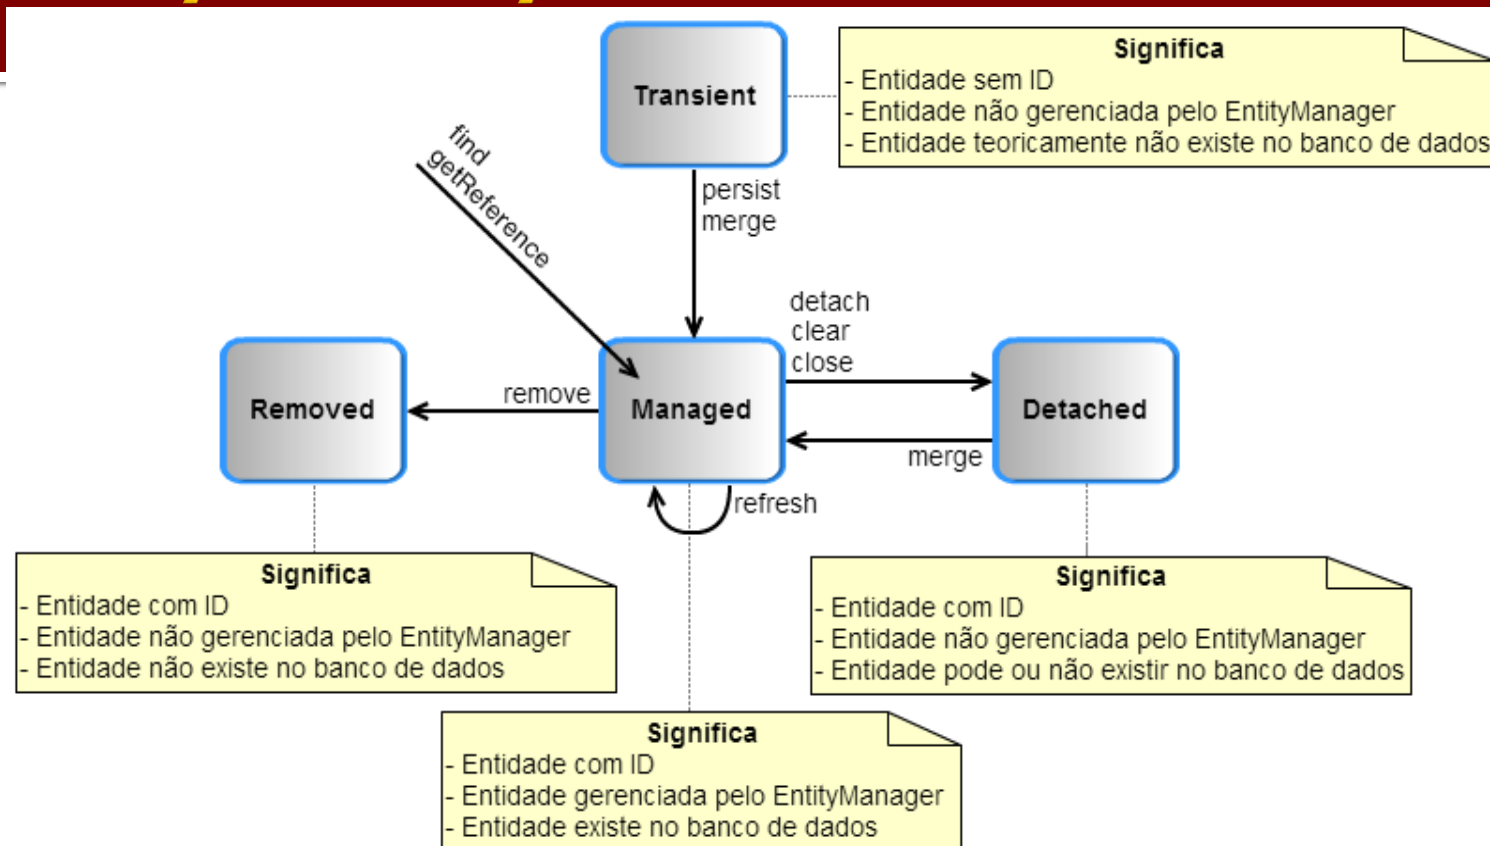 Transient
Significa
- Entidade sem ID
- Entidade não gerenciada pelo EntityManager
- Entidade teoricamente não existe no banco de dados
find
getReference
persist
merge
detach
clear
close
Removed
remove
Managed
Detached
merge
refresh
Significa
- Entidade com ID
- Entidade não gerenciada pelo EntityManager
- Entidade não existe no banco de dados
Significa
- Entidade com ID
- Entidade não gerenciada pelo EntityManager
- Entidade pode ou não existir no banco de dados
Significa
- Entidade com ID
- Entidade gerenciada pelo EntityManager
- Entidade existe no banco de dados